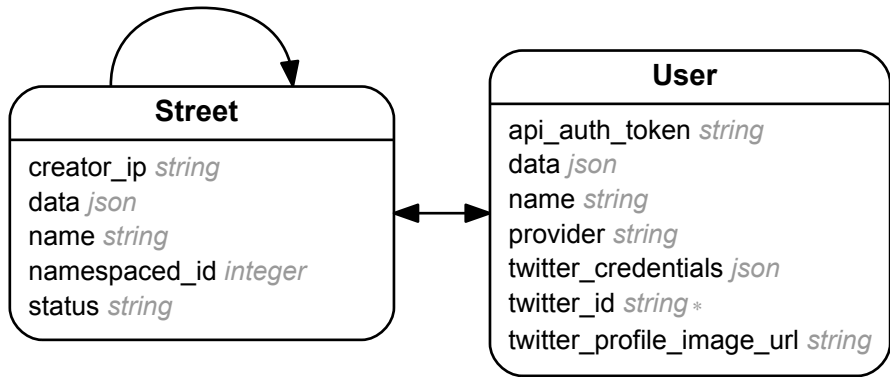 Street
creator_ip string
data json
name string
namespaced_id integer
status string
User
api_auth_token string
data json
name string
provider string
twitter_credentials json
twitter_id string *
twitter_profile_image_url string